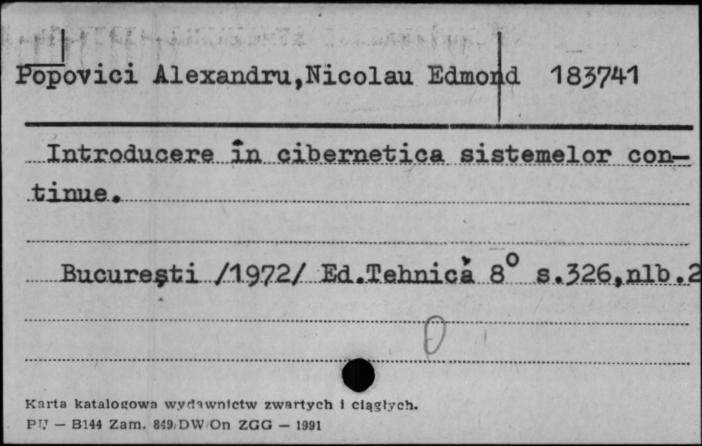 Popovici Alexandru,Nicolau Edmond 183741
Introducere în cibernetica sistemelor con-
tinue.
București /1972/ Ed.Tehnică 8° s.326,nlb.2
Karta katalogowa wydawnictw zwartych i ciągłych.
PU — B144 Zam. 849/DW/On ZGG — 1991